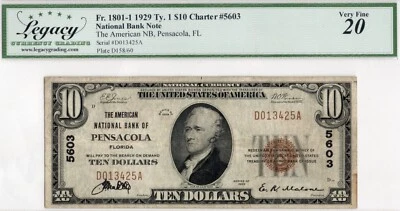 Legacy
CURRENCY GRADING
www.legacygrading.com
Fr. 1801-1 1929 Ty. 1 $10 Charter #5603
National Bank Note
The American NB, Pensacola, FL
Serial #D013425A
Plate D158/60
Very Fine
20
10
NATIONAL CURRENCY
THE UNITED STATES OF AMERICA
10
THE AMERICAN
NATIONAL BANK OF
PENSACOLA
FLORIDA
WILL PAY TO THE BEARER ON DEMAND
TEN DOLLARS
D013425A
D013425A
5603
5603
TEN DOLLARS